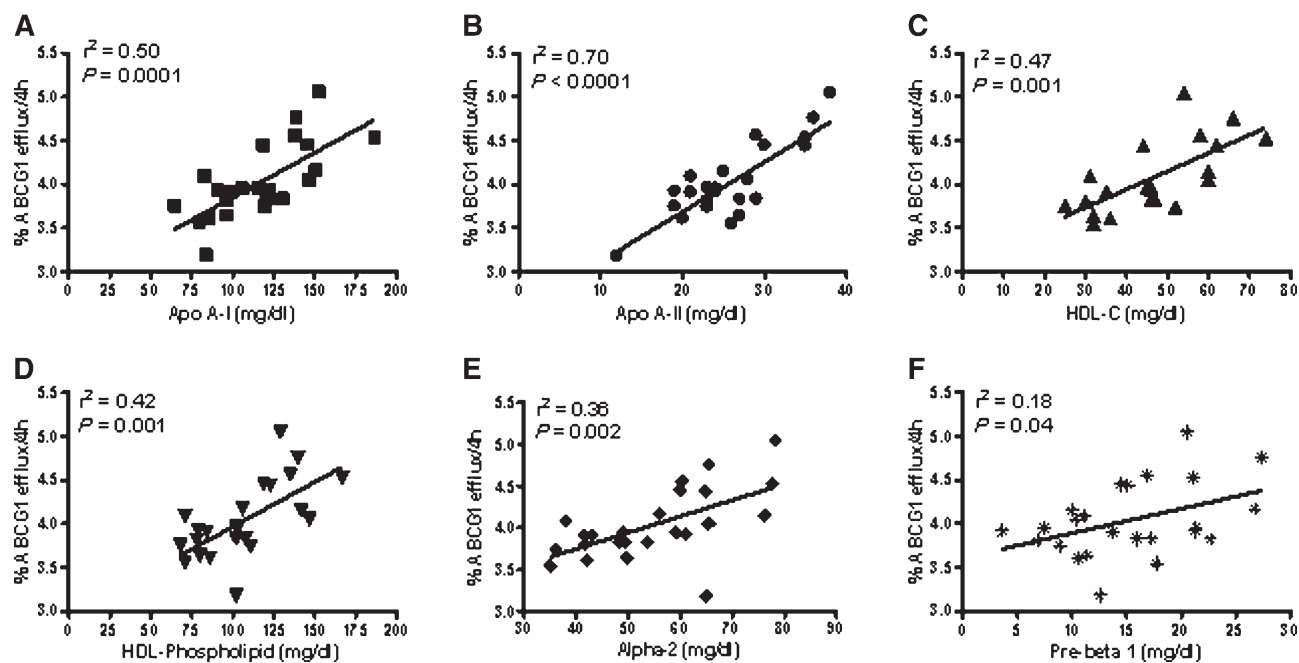 A
r² = 0.50
P = 0.0001
% ABCG1 efflux/4h
5.5
5.0
4.5
4.0
3.5
3.0
0 25 50 75 100 125 150 175 200
Apo A-I (mg/dl)
B
r² = 0.70
P < 0.0001
% ABCG1 efflux/4h
5.5
5.0
4.5
4.0
3.5
3.0
0 10 20 30 40
Apo A-II (mg/dl)
C
r² = 0.47
P = 0.001
% ABCG1 efflux/4h
5.5
5.0
4.5
4.0
3.5
3.0
0 10 20 30 40 50 60 70 80
HDL-C (mg/dl)
D
r² = 0.42
P = 0.001
% ABCG1 efflux/4h
5.5
5.0
4.5
4.0
3.5
3.0
0 25 50 75 100 125 150 175 200
HDL-Phospholipid (mg/dl)
E
r² = 0.36
P = 0.002
% ABCG1 efflux/4h
5.5
5.0
4.5
4.0
3.5
3.0
30 40 50 60 70 80 90
Alpha-2 (mg/dl)
F
r² = 0.18
P = 0.04
% ABCG1 efflux/4h
5.5
5.0
4.5
4.0
3.5
3.0
0 5 10 15 20 25 30
Pre-beta 1 (mg/dl)